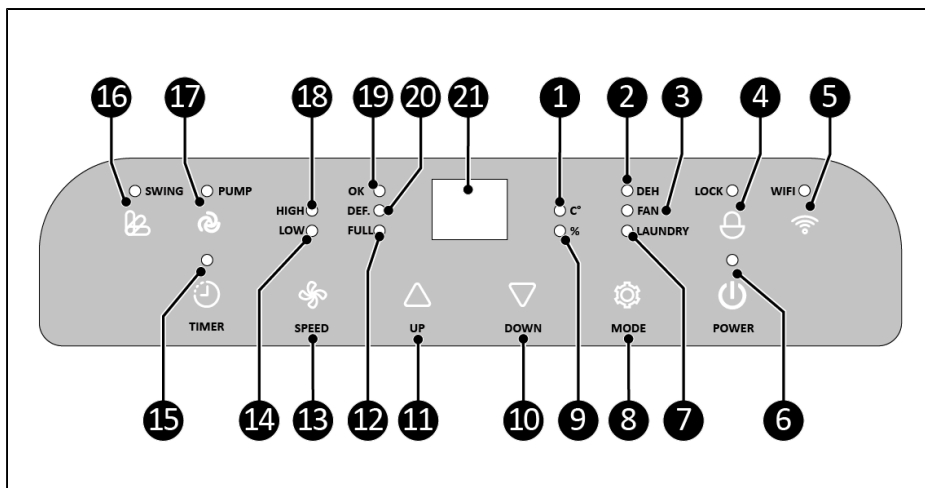 16 17 18 19 20 21 1 2 3 4 5
SWING PUMP OK DEH LOCK WIFI
HIGH DEF. C° FAN
LOW FULL % LAUNDRY
TIMER SPEED UP DOWN MODE POWER
15 14 13 12 11 10 9 8 7 6